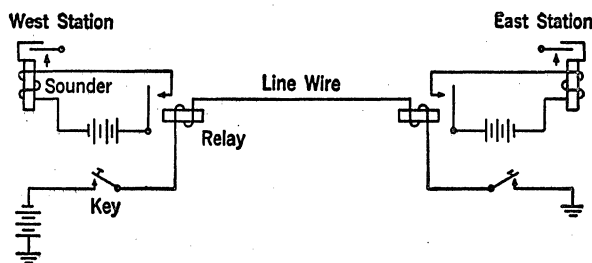 West Station
East Station
Sounder
Line Wire
Relay
Key